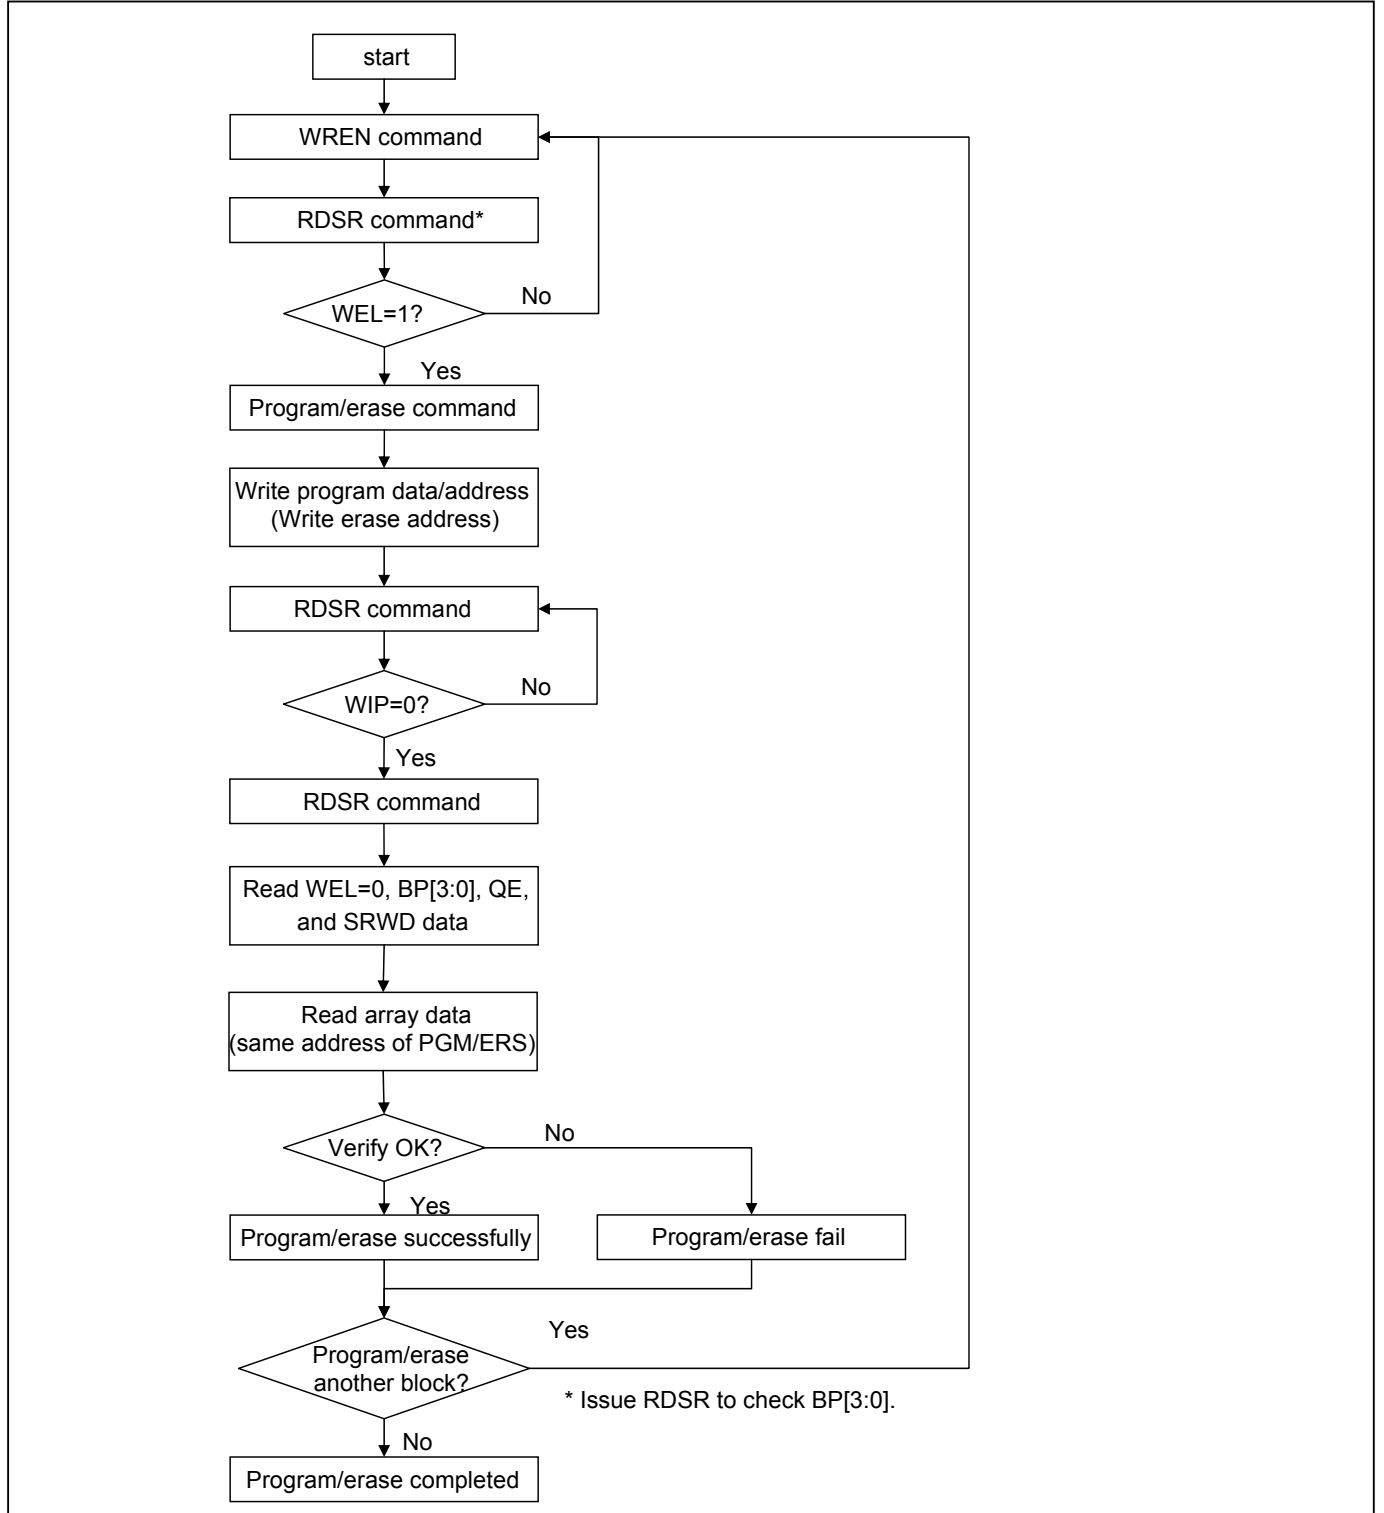 start
WREN command
RDSR command*
WEL=1?
No
Yes
Program/erase command
Write program data/address
(Write erase address)
RDSR command
WIP=0?
No
Yes
RDSR command
Read WEL=0, BP[3:0], QE,
and SRWD data
Read array data
(same address of PGM/ERS)
Verify OK?
No
Yes
Program/erase successfully
Program/erase fail
Program/erase
another block?
Yes
* Issue RDSR to check BP[3:0].
No
Program/erase completed